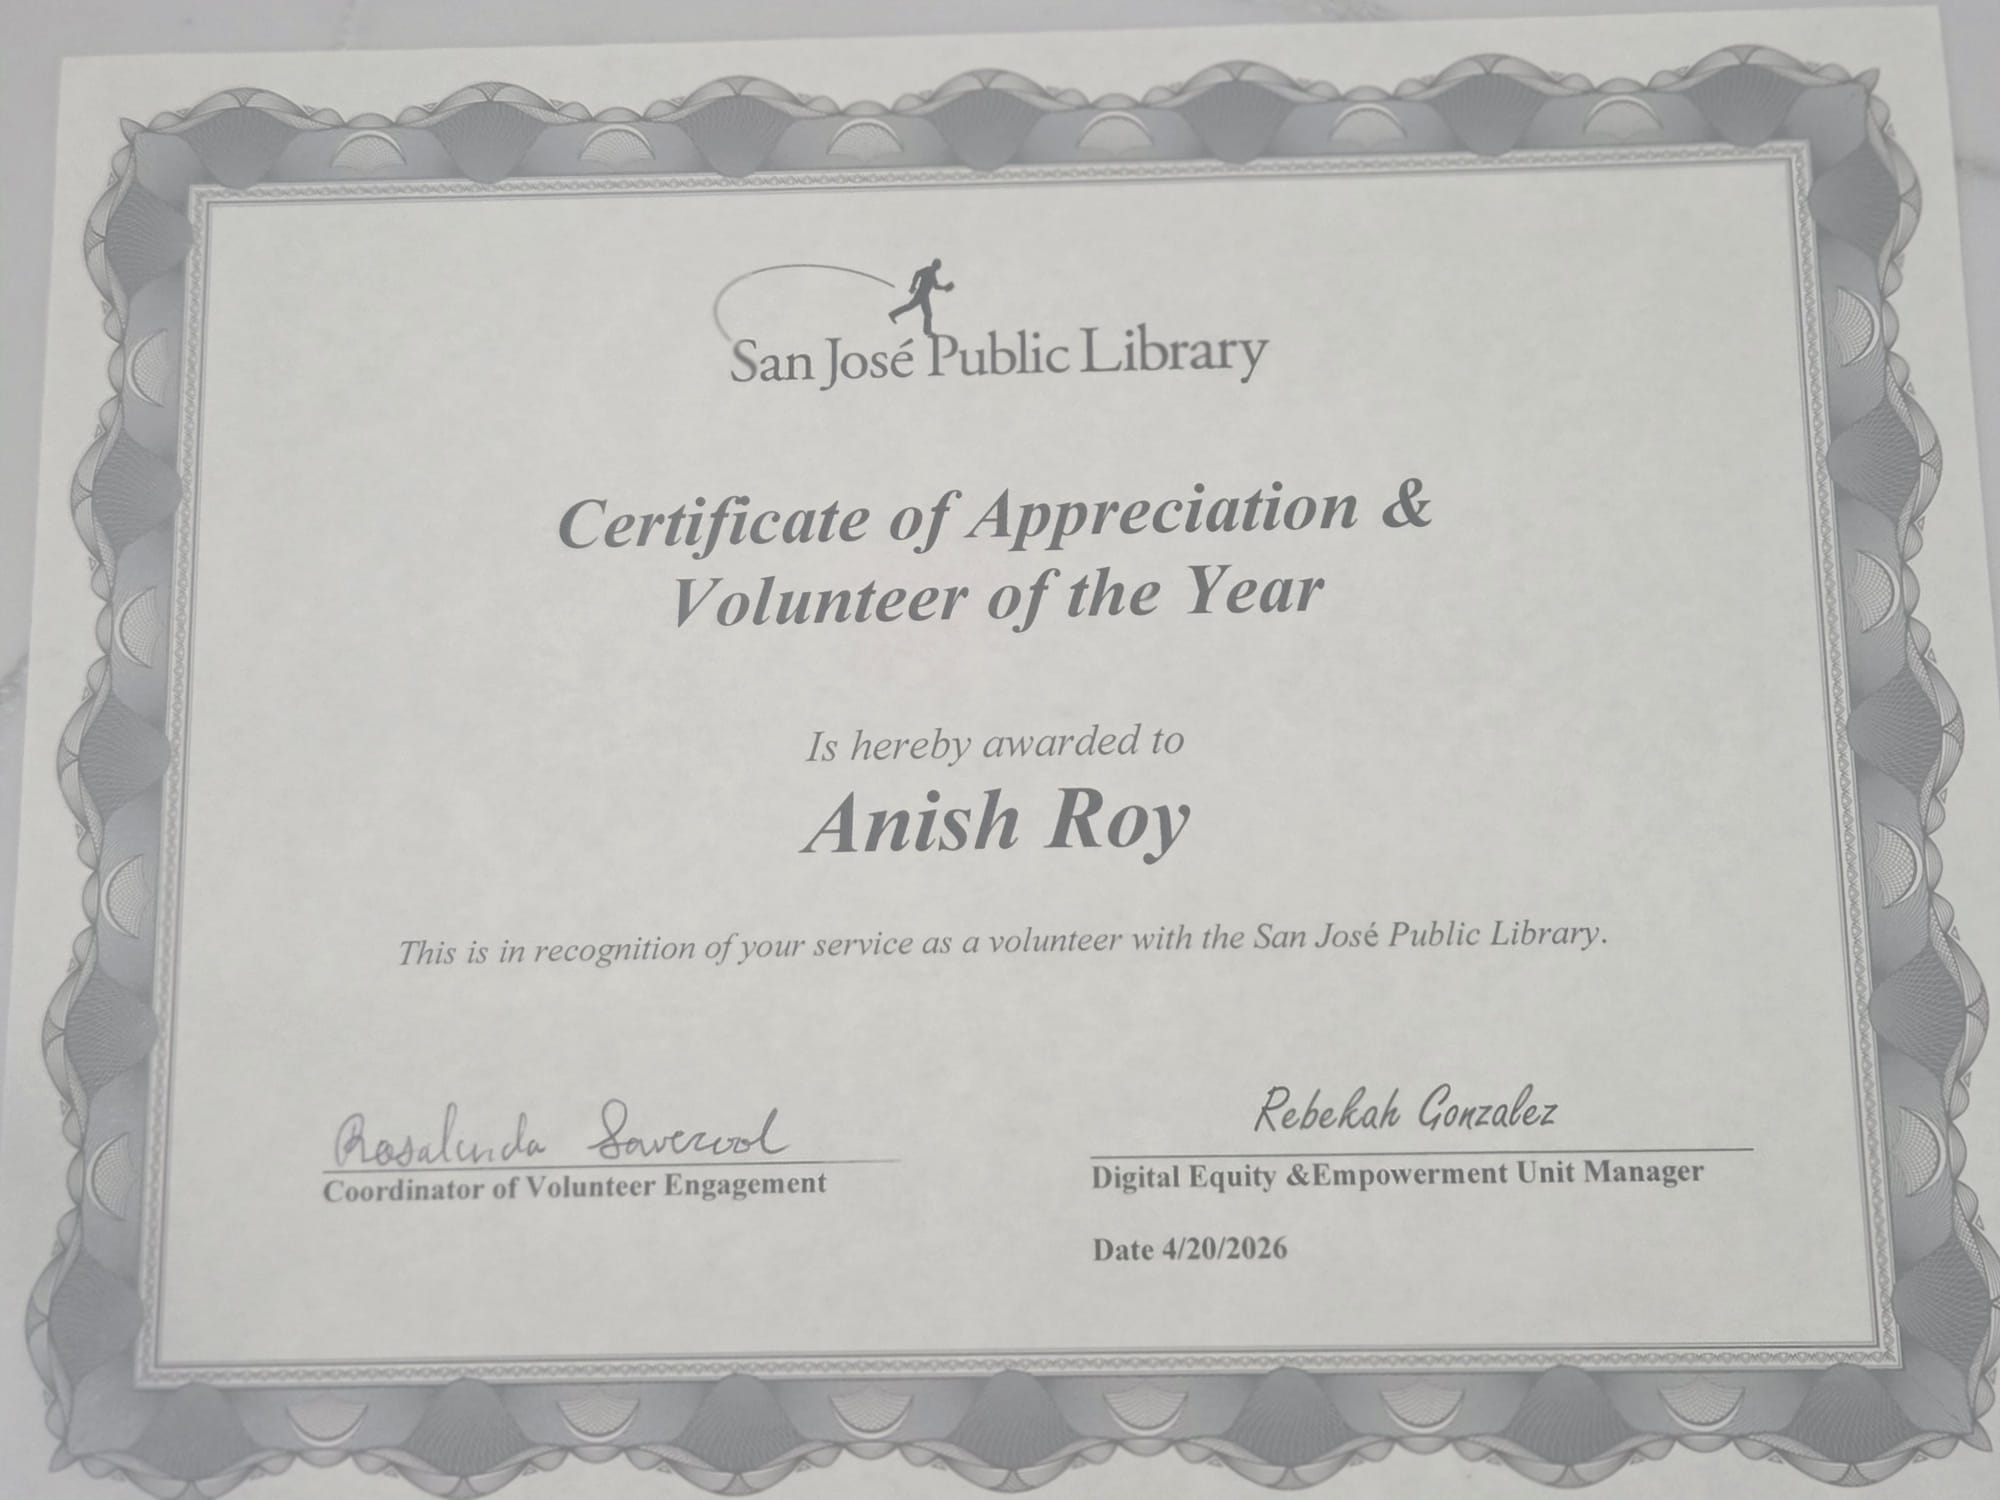 San José Public Library
Certificate of Appreciation &
Volunteer of the Year
Is hereby awarded to
Anish Roy
This is in recognition of your service as a volunteer with the San José Public Library.
Rosalinda
Rebekah Gonzalez
Coordinator of Volunteer Engagement
Digital Equity &Empowerment Unit Manager
Date 4/20/2026